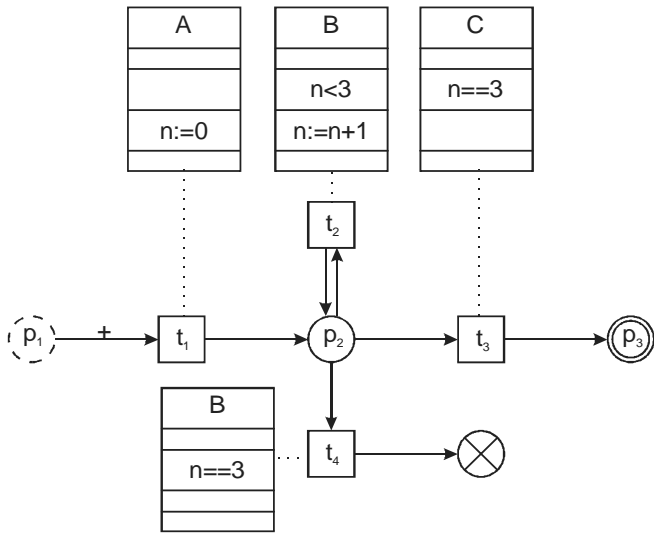 A
n:=0
B
n<3
n:=n+1
C
n==3
t₂
p₁
+
t₁
p₂
t₃
p₃
B
n==3
t₄